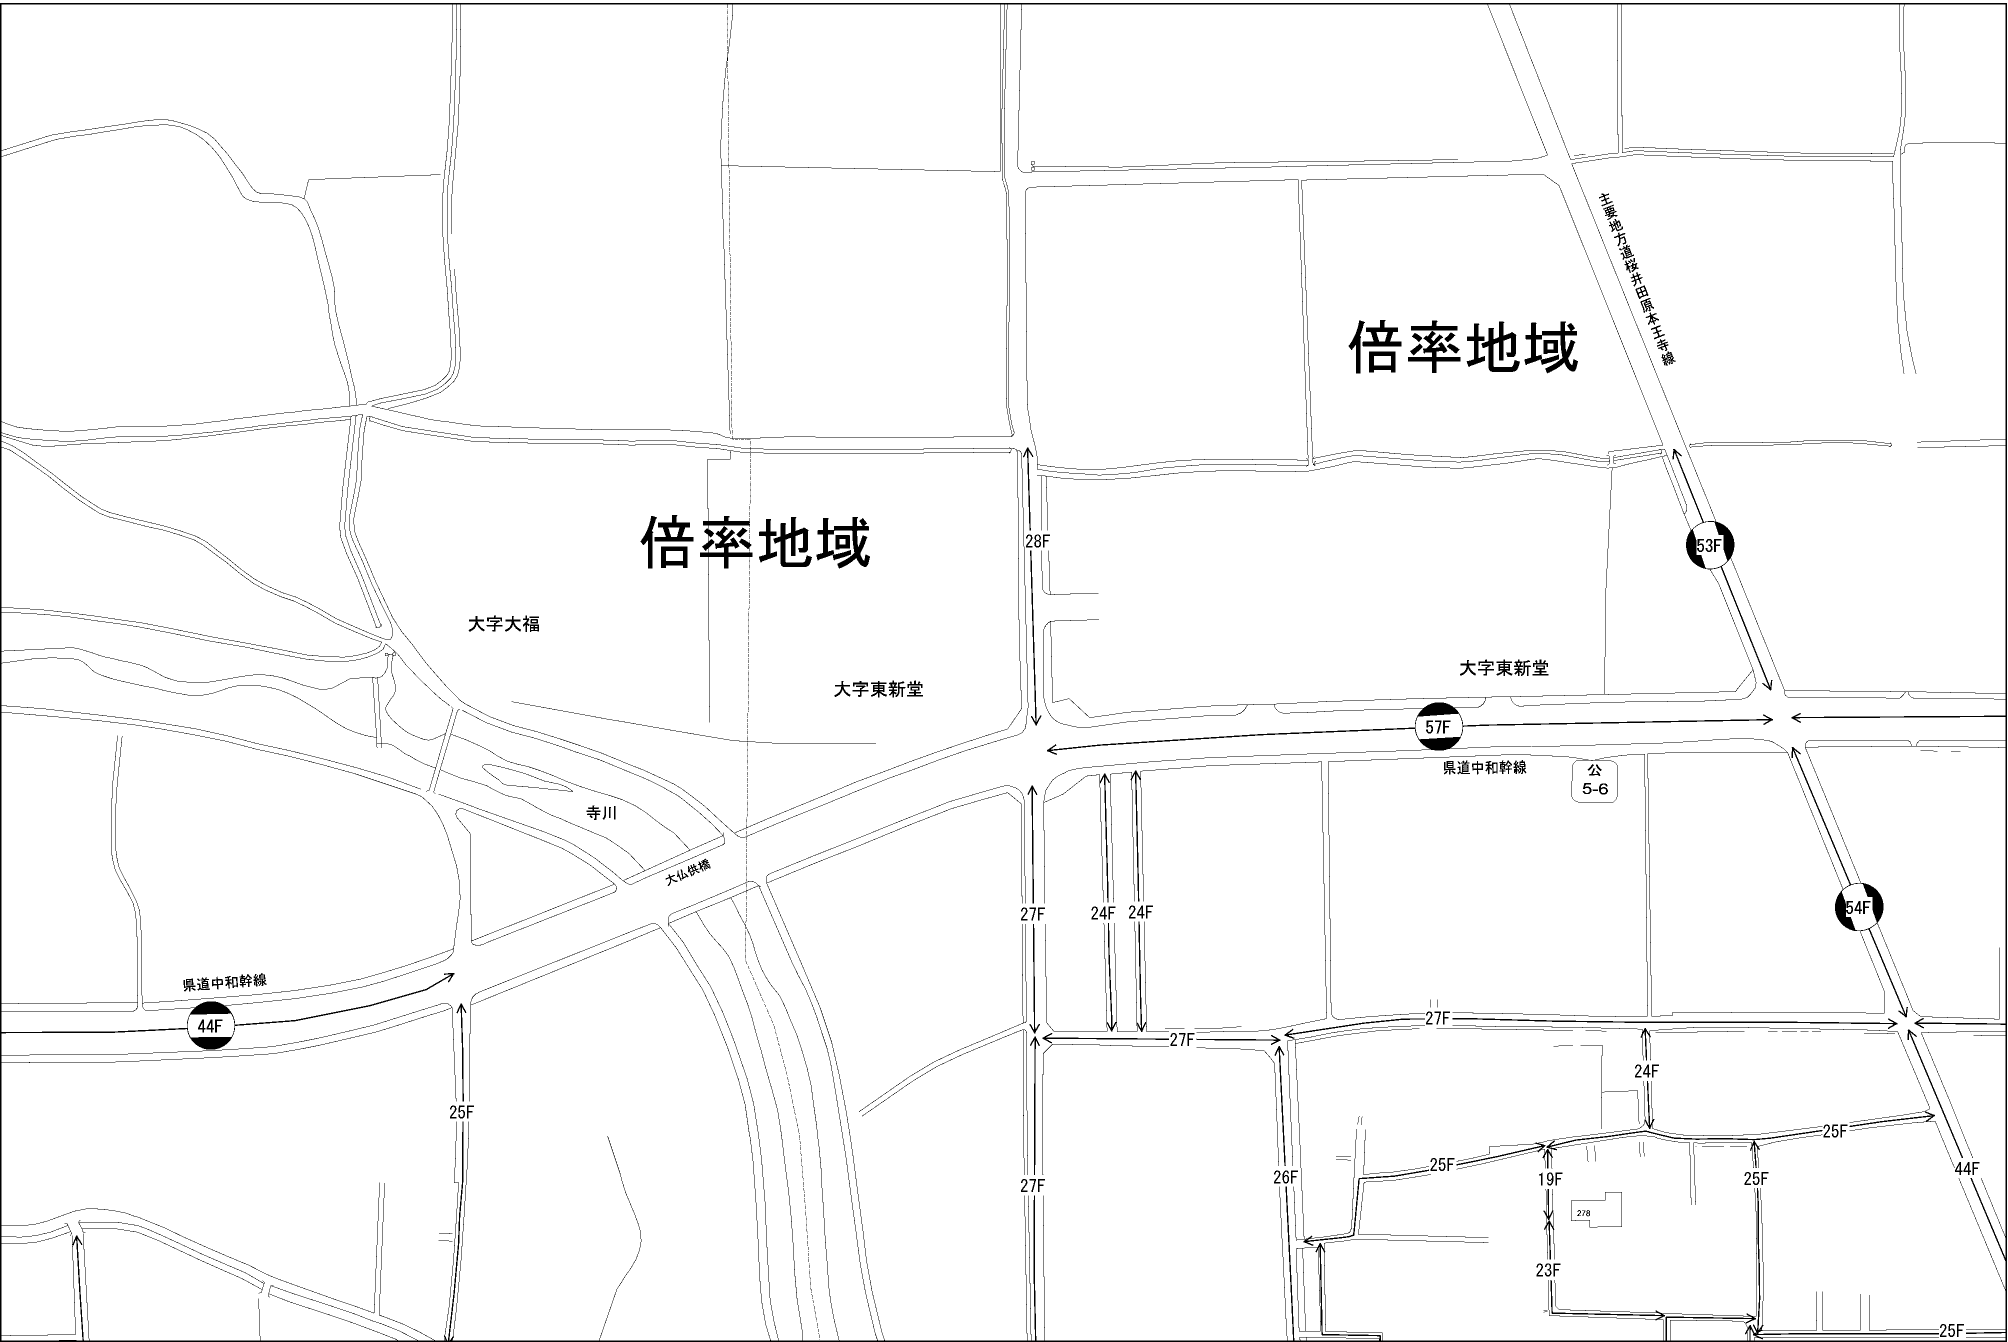 主要地方道桜井田原本王寺線
倍率地域
倍率地域
28F
53F
大字大福
大字東新堂
大字東新堂
57F
県道中和幹線
公
5-6
寺川
大仏供橋
27F
24F
24F
54F
県道中和幹線
44F
27F
27F
24F
25F
25F
25F
44F
27F
26F
19F
25F
278
23F
25F